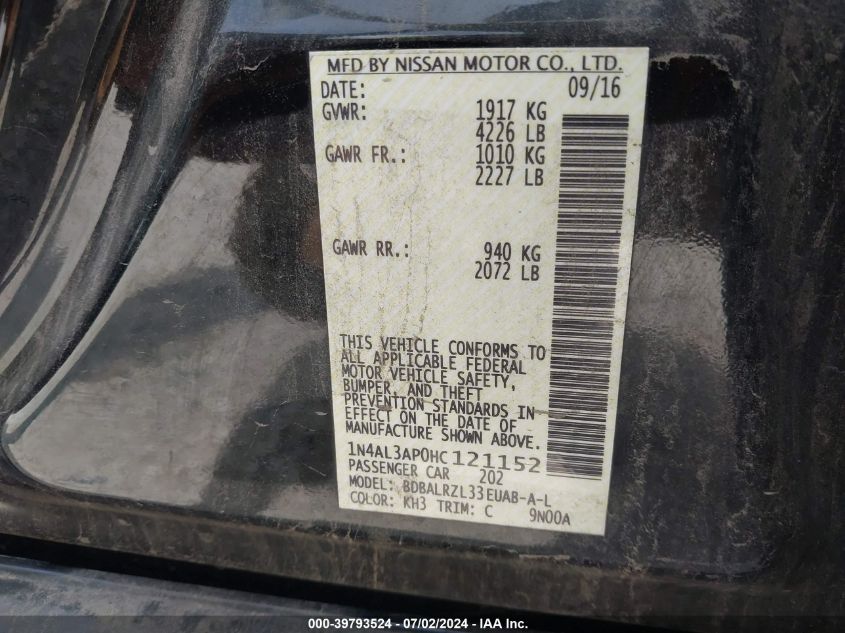 MFD BY NISSAN MOTOR CO., LTD.
DATE: 09/16
GVWR: 1917 KG
4226 LB
GAWR FR.: 1010 KG
2227 LB
GAWR RR.: 940 KG
2072 LB
THIS VEHICLE CONFORMS TO
ALL APPLICABLE FEDERAL
MOTOR VEHICLE SAFETY,
BUMPER, AND THEFT
PREVENTION STANDARDS IN
EFFECT ON THE DATE OF
MANUFACTURE SHOWN ABOVE.
1N4AL3AP0HC121152
PASSENGER CAR 202
MODEL: BDBALRZL33EUAB-A-L
COLOR: KH3 TRIM: C 9N00A
000-39793524 / 07/02/2024 - IAA Inc.